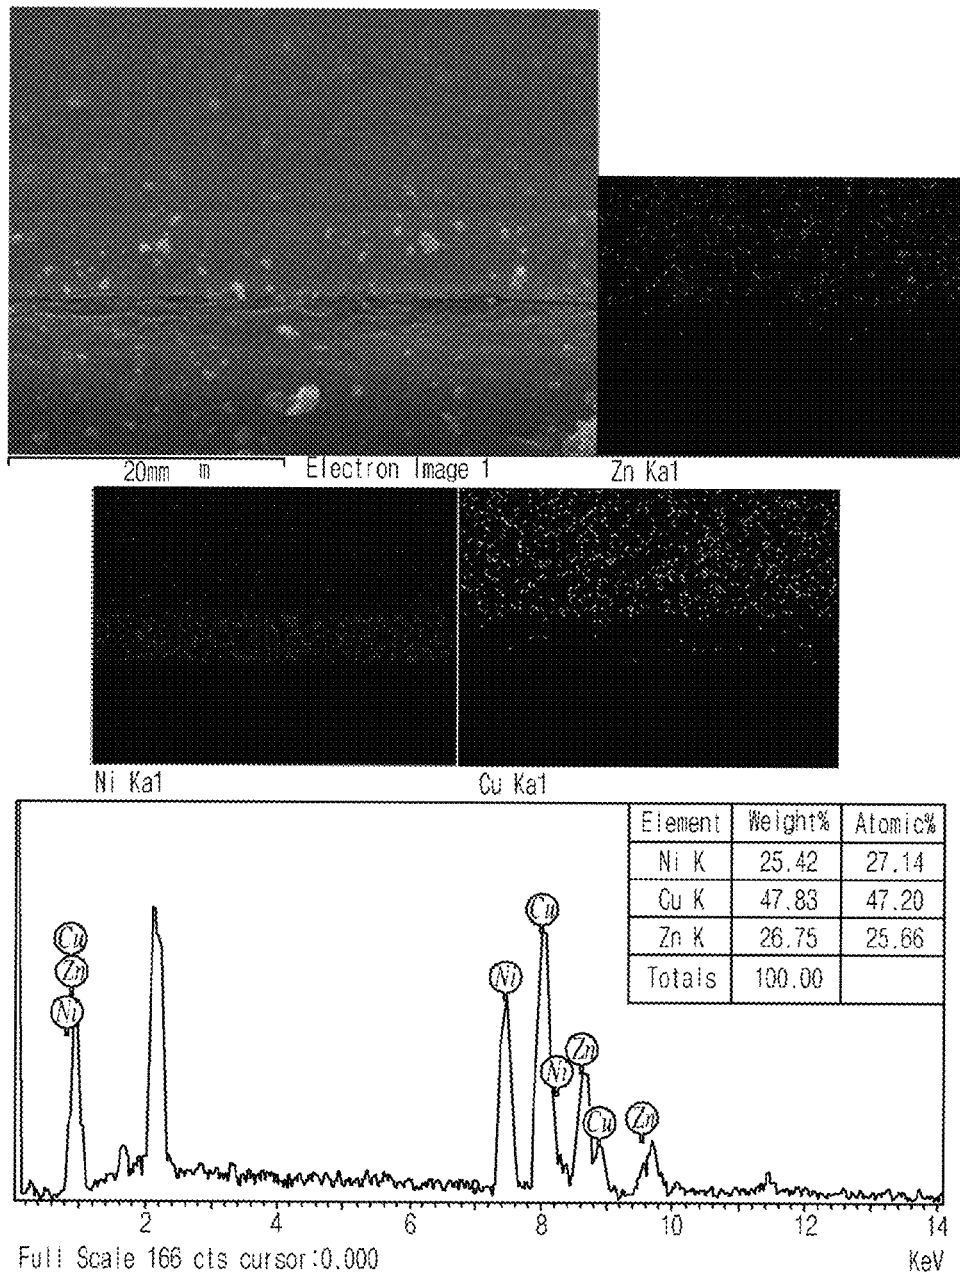 20mm m Electron Image 1 Zn Ka1
Ni Ka1 Cu Ka1
Element Weight% Atomic%
Ni K 25.42 27.14
Cu K 47.83 47.20
Zn K 26.75 25.66
Totals 100.00
Cu
Cu
Zn
Ni
Ni
Zn
Ni
Cu
Zn
2 4 6 8 10 12 14
Full Scale 166 cts cursor:0.000 KeV